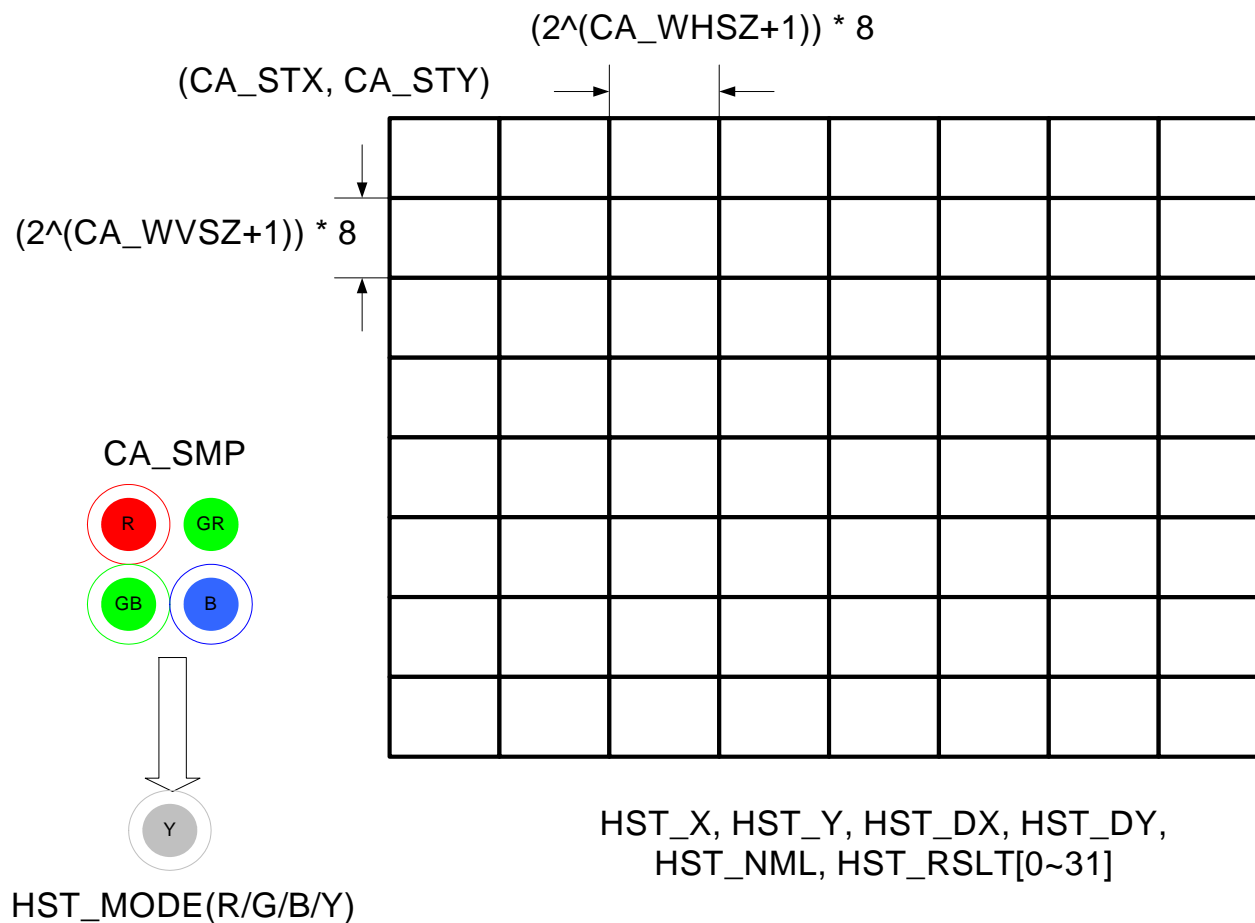 (2^(CA_WHSZ+1)) * 8
(CA_STX, CA_STY)
(2^(CA_WVSZ+1)) * 8
CA_SMP
R
GR
GB
B
Y
HST_MODE(R/G/B/Y)
HST_X, HST_Y, HST_DX, HST_DY,
HST_NML, HST_RSLT[0~31]